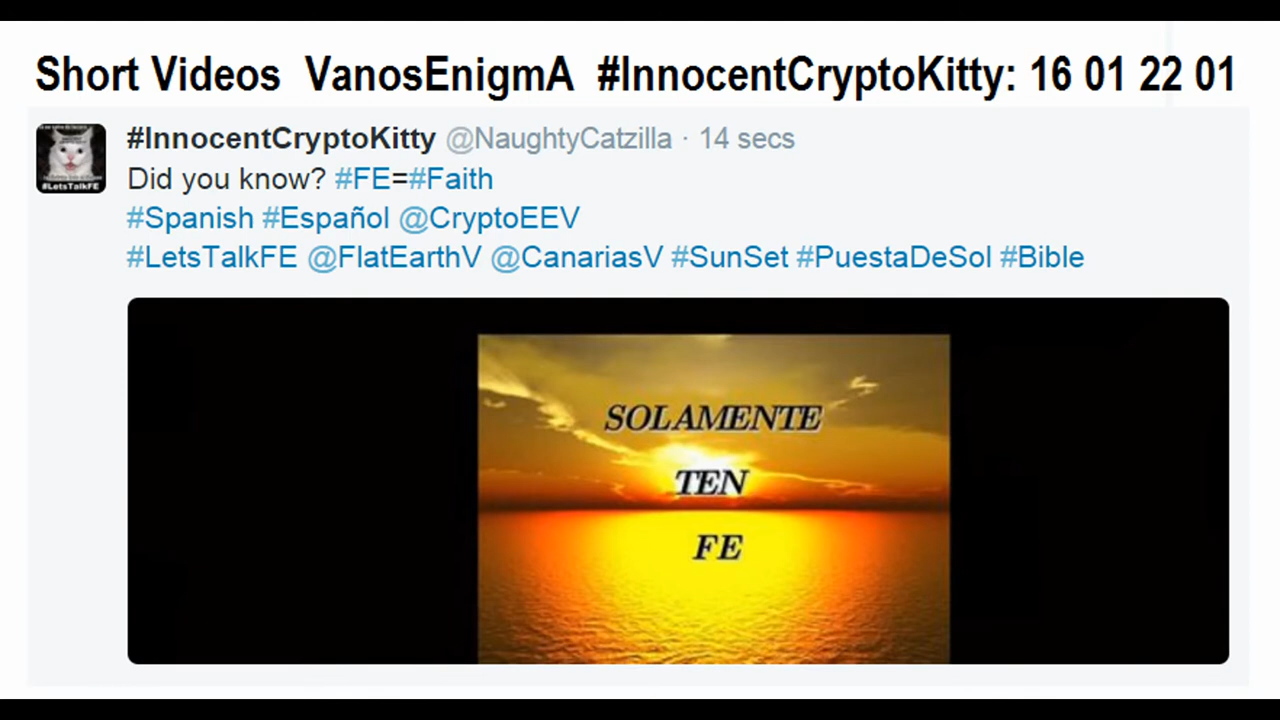 Short Videos VanosEnigmA #InnocentCryptoKitty: 16 01 22 01
#InnocentCryptoKitty @NaughtyCatzilla · 14 secs
Did you know? #FE=#Faith
#Spanish #Español @CryptoEEV
#LetsTalkFE @FlatEarthV @CanariasV #SunSet #PuestaDeSol #Bible
#LetsTalkFE
SOLAMENTE
TEN
FE